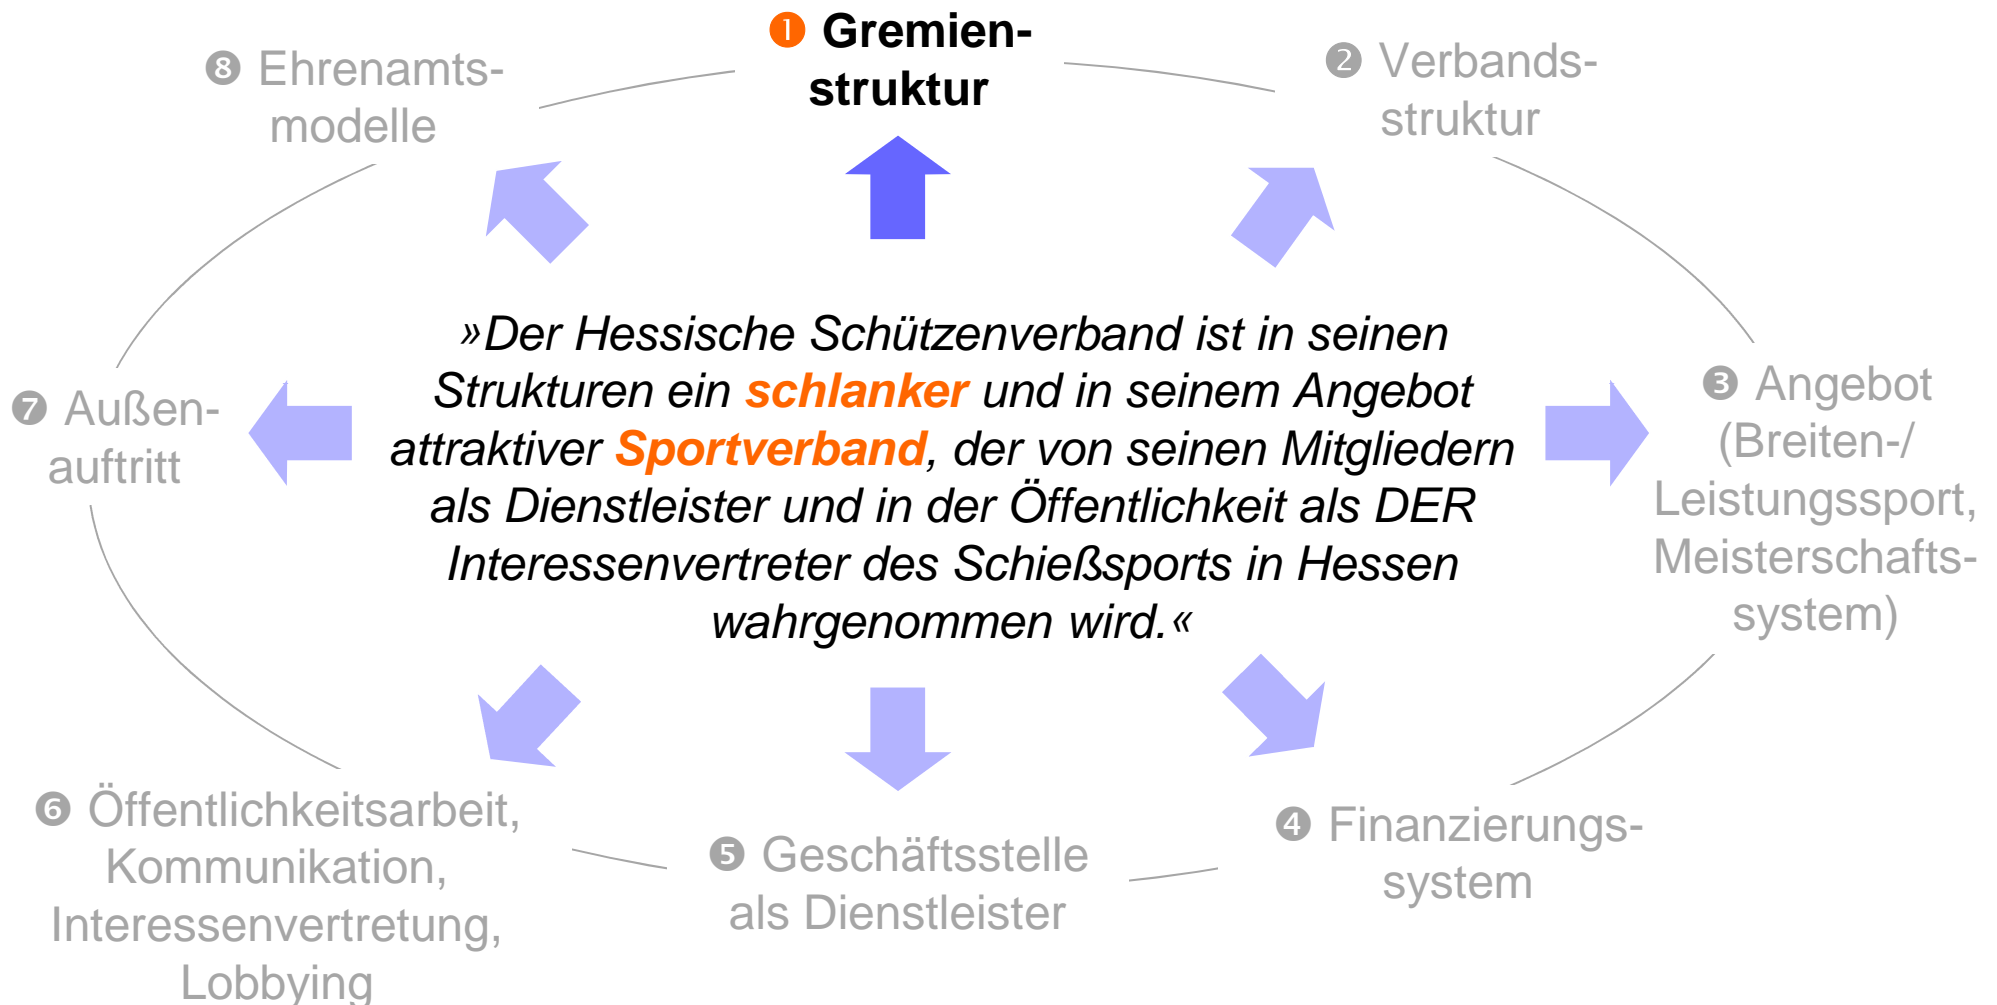 ❶ Gremien-
struktur
❷ Verbands-
struktur
❸ Angebot
(Breiten-/
Leistungssport,
Meisterschafts-
system)
❹ Finanzierungs-
system
❺ Geschäftsstelle
als Dienstleister
❻ Öffentlichkeitsarbeit,
Kommunikation,
Interessenvertretung,
Lobbying
❼ Außen-
auftritt
❽ Ehrenamts-
modelle
»Der Hessische Schützenverband ist in seinen
Strukturen ein schlanker und in seinem Angebot
attraktiver Sportverband, der von seinen Mitgliedern
als Dienstleister und in der Öffentlichkeit als DER
Interessenvertreter des Schießsports in Hessen
wahrgenommen wird.«